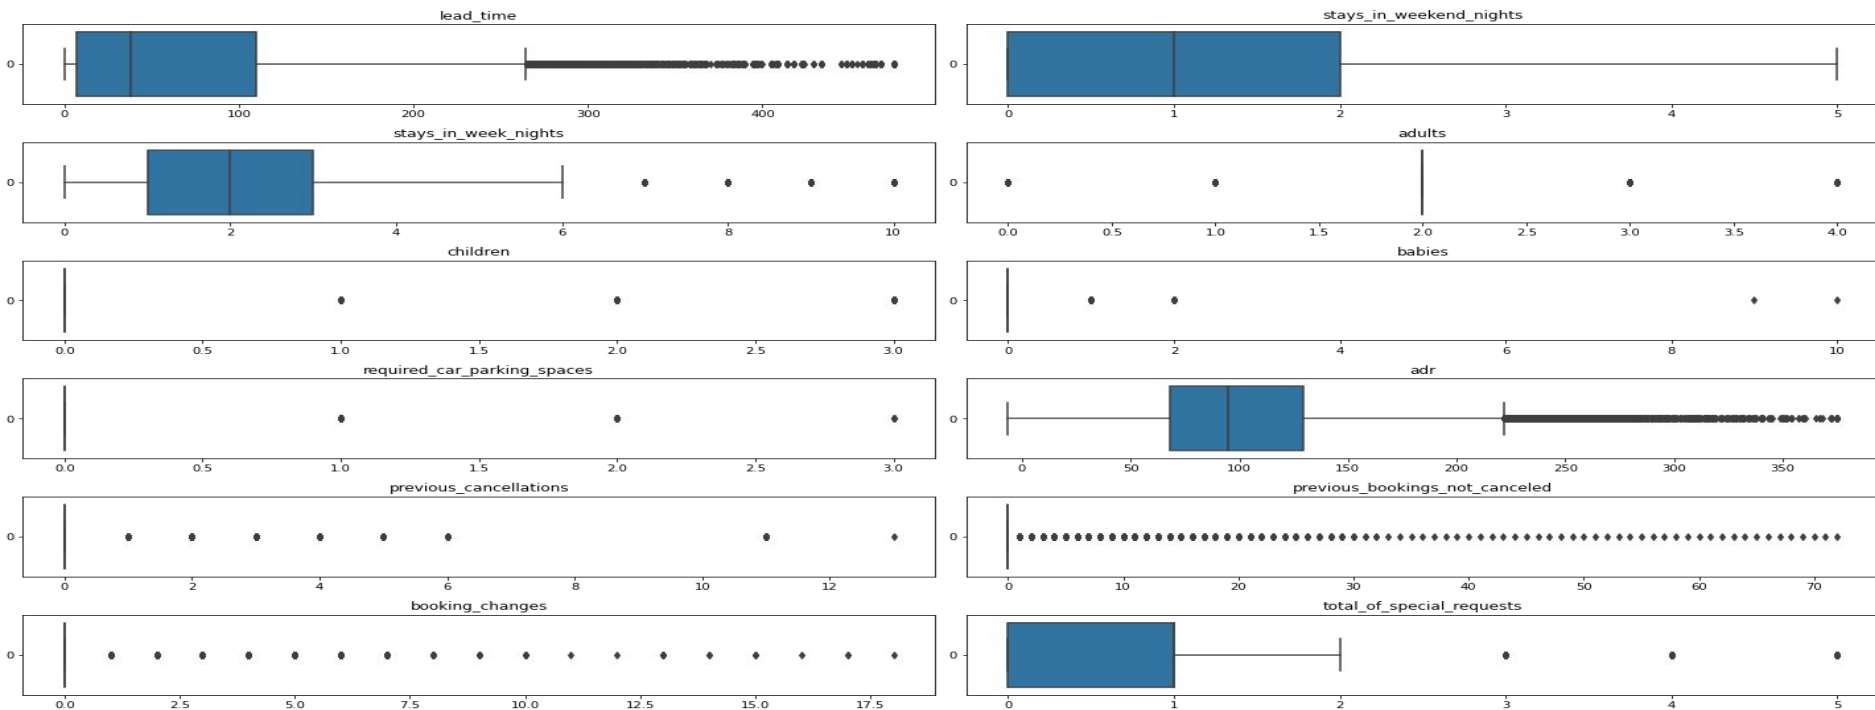 lead_time
0
0 100 200 300 400
stays_in_weekend_nights
0
0 1 2 3 4 5
stays_in_week_nights
0
0 2 4 6 8 10
adults
0
0.0 0.5 1.0 1.5 2.0 2.5 3.0 3.5 4.0
children
0
0.0 0.5 1.0 1.5 2.0 2.5 3.0
babies
0
0 2 4 6 8 10
required_car_parking_spaces
0
0.0 0.5 1.0 1.5 2.0 2.5 3.0
adr
0
0 50 100 150 200 250 300 350
previous_cancellations
0
0 2 4 6 8 10 12
previous_bookings_not_canceled
0
0 10 20 30 40 50 60 70
booking_changes
0
0.0 2.5 5.0 7.5 10.0 12.5 15.0 17.5
total_of_special_requests
0
0 1 2 3 4 5